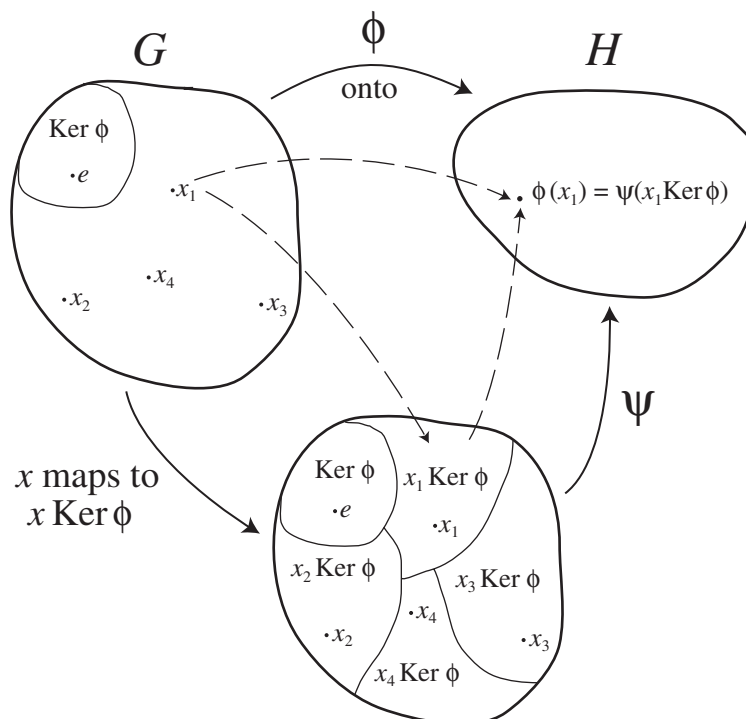 G
ϕ
H
onto
Ker ϕ
·e
·x₁
ϕ(x₁) = ψ(x₁Ker ϕ)
·x₄
·x₂
·x₃
ψ
x maps to
x Ker ϕ
Ker ϕ
·e
x₁ Ker ϕ
·x₁
x₂ Ker ϕ
x₃ Ker ϕ
·x₄
·x₂
·x₃
x₄ Ker ϕ